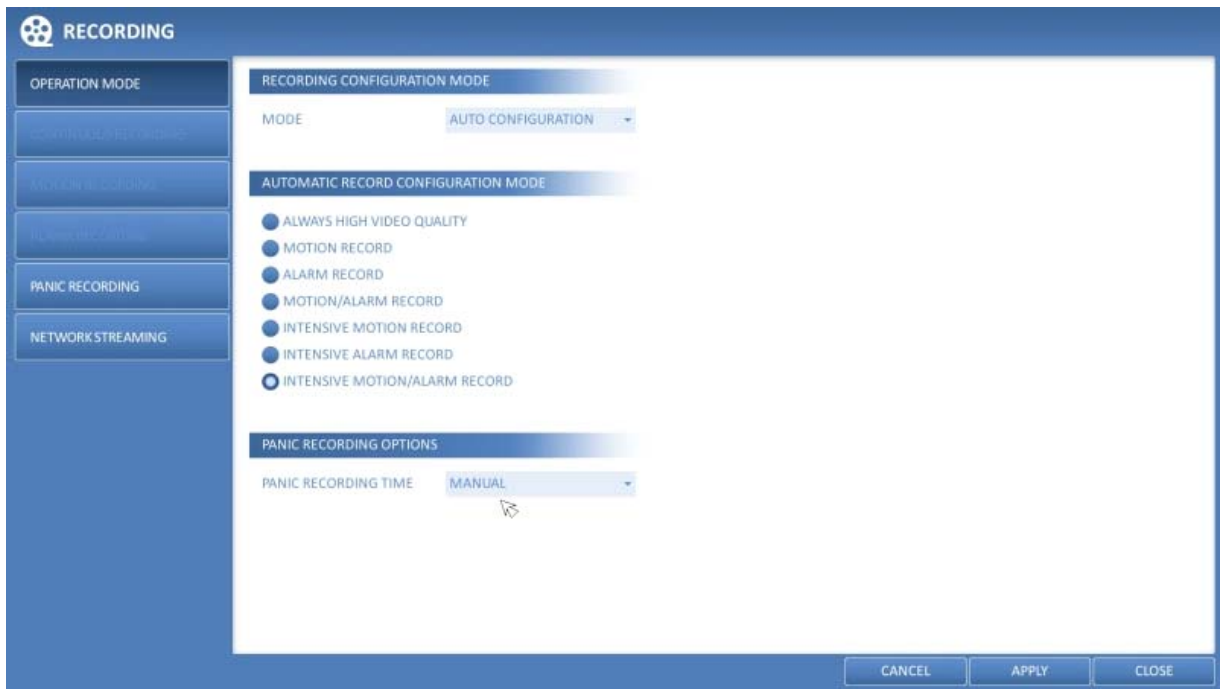 RECORDING
OPERATION MODE
PANIC RECORDING
NETWORK STREAMING
RECORDING CONFIGURATION MODE
MODE AUTO CONFIGURATION
AUTOMATIC RECORD CONFIGURATION MODE
ALWAYS HIGH VIDEO QUALITY
MOTION RECORD
ALARM RECORD
MOTION/ALARM RECORD
INTENSIVE MOTION RECORD
INTENSIVE ALARM RECORD
INTENSIVE MOTION/ALARM RECORD
PANIC RECORDING OPTIONS
PANIC RECORDING TIME MANUAL
CANCEL APPLY CLOSE